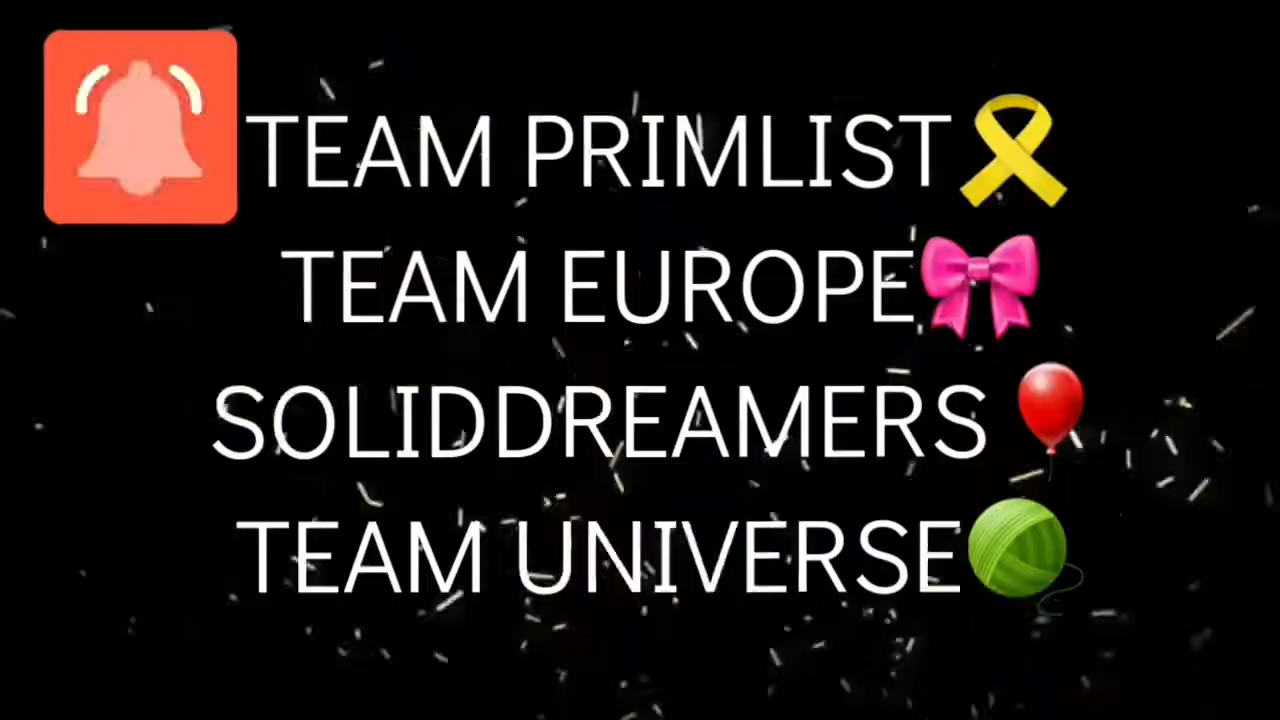 TEAM PRIMLIST🎗️
TEAM EUROPE🎀
SOLIDDREAMERS🎈
TEAM UNIVERSE🧶